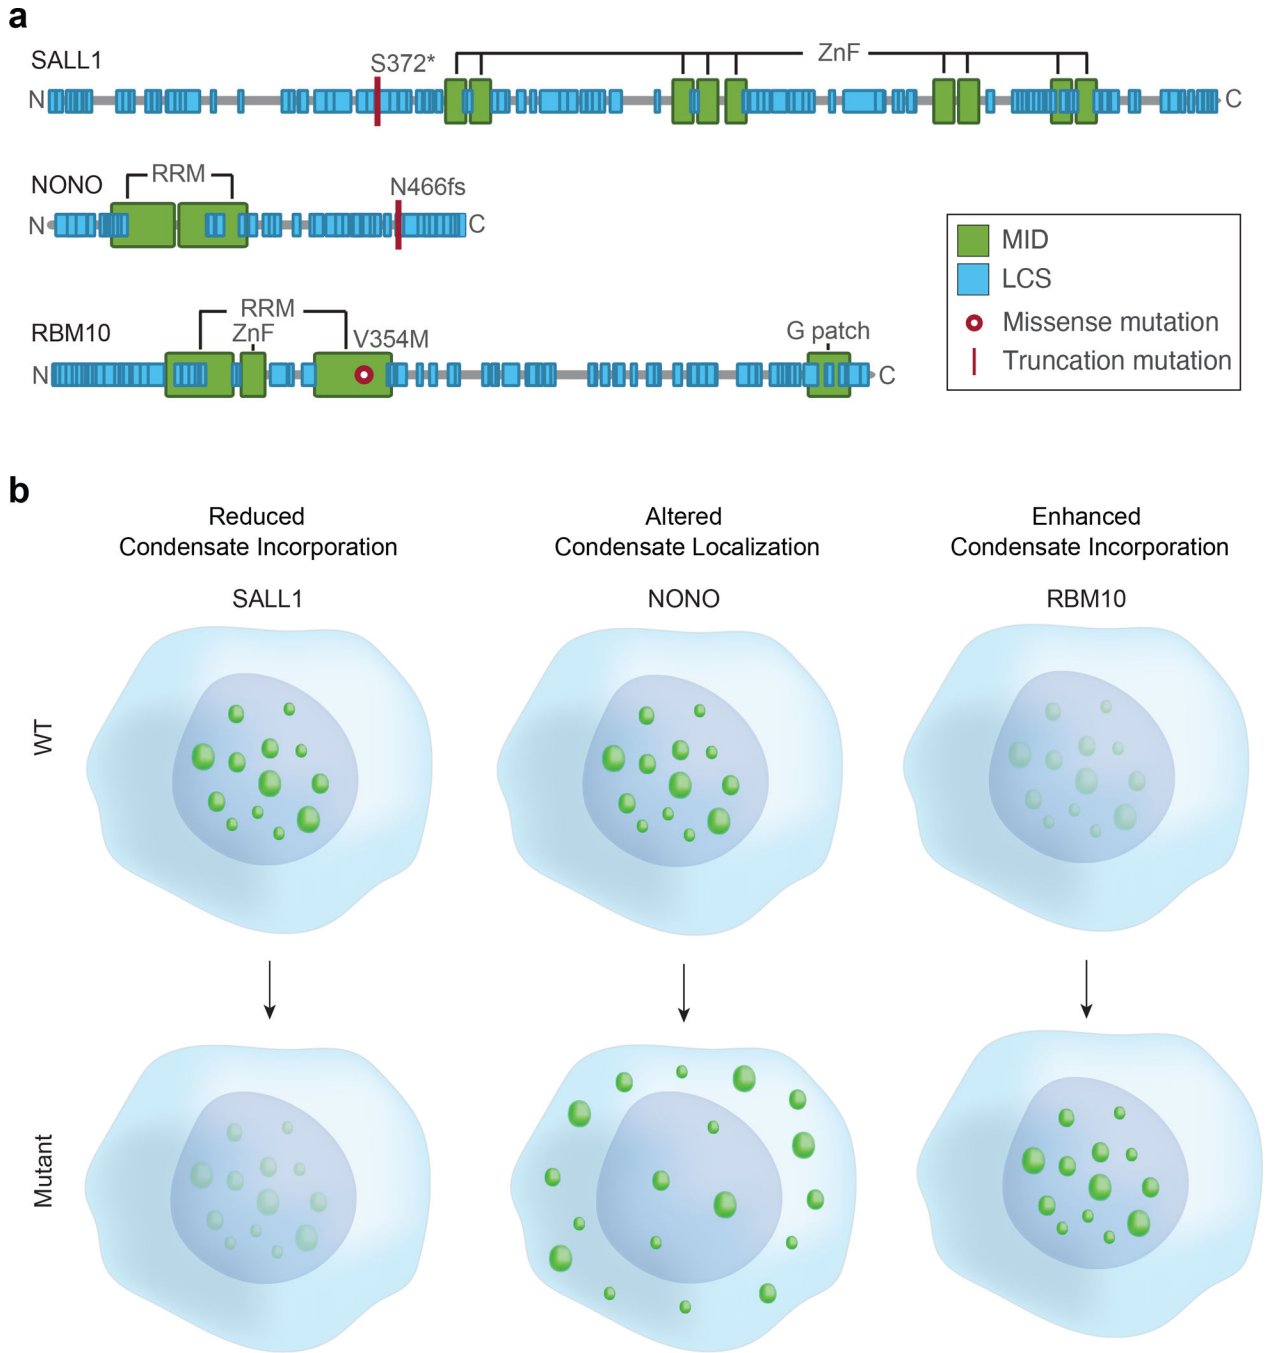 a
SALL1
S372*
ZnF
N
C
NONO
RRM
N466fs
N
C
RBM10
RRM
ZnF
V354M
G patch
N
C
MID
LCS
Missense mutation
Truncation mutation
b
Reduced
Condensate Incorporation
SALL1
Altered
Condensate Localization
NONO
Enhanced
Condensate Incorporation
RBM10
WT
Mutant